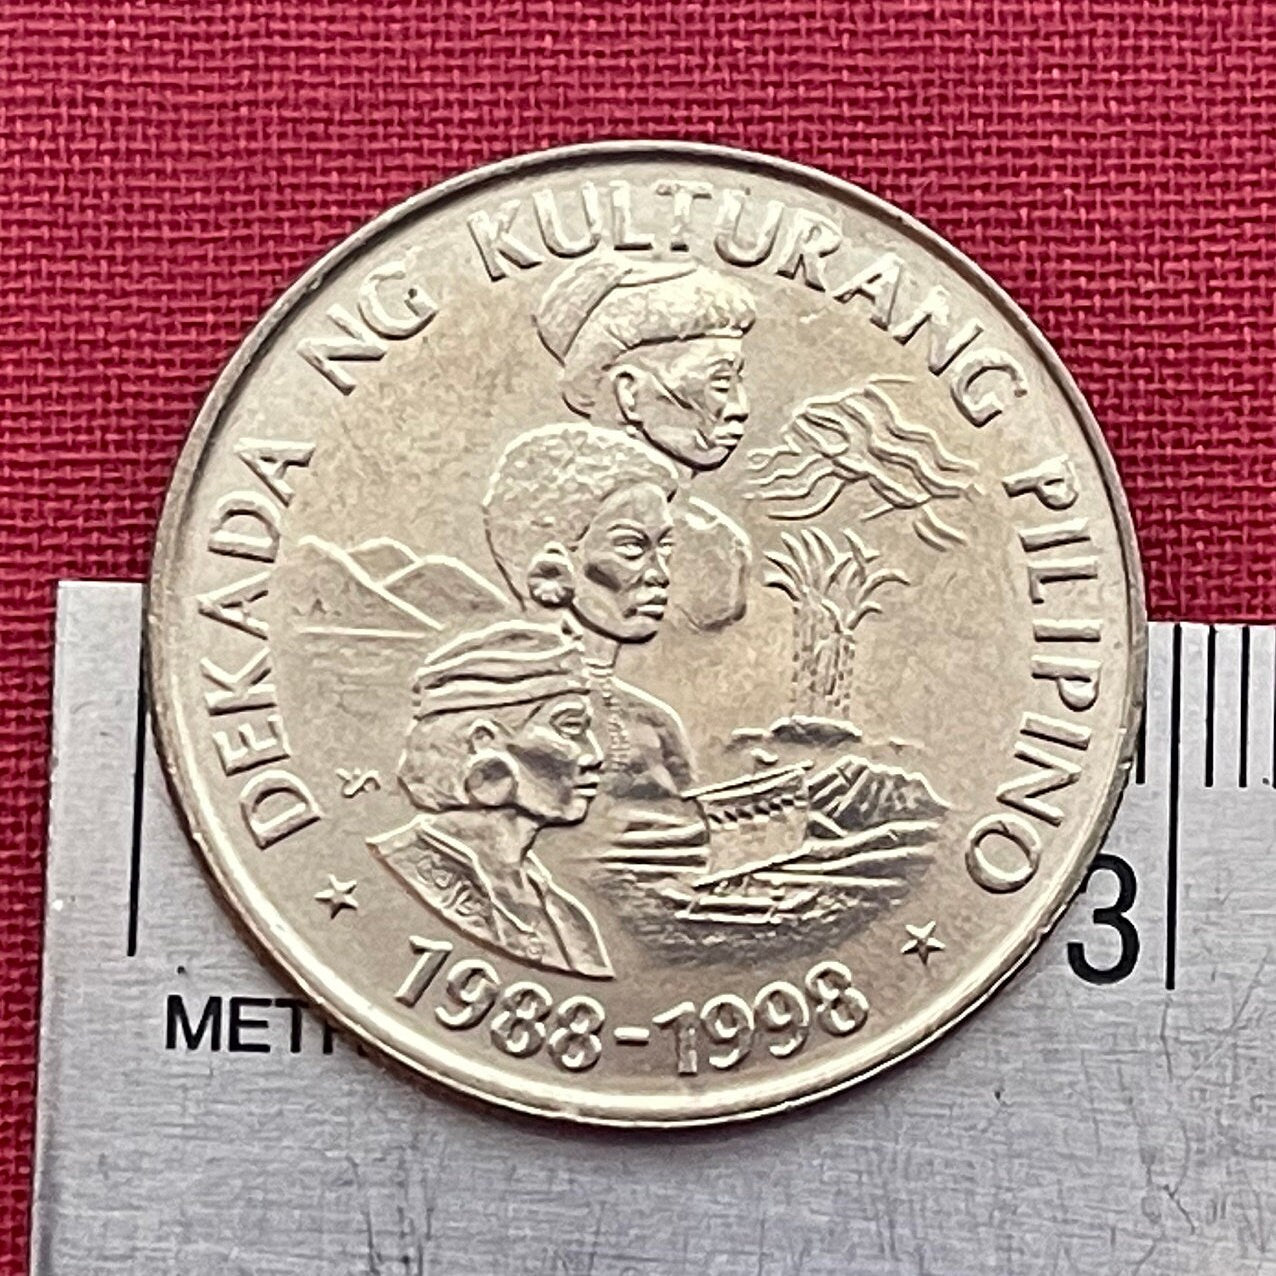 DEKADA NG KULTURANG PILIPINO
1988-1998
3
METR